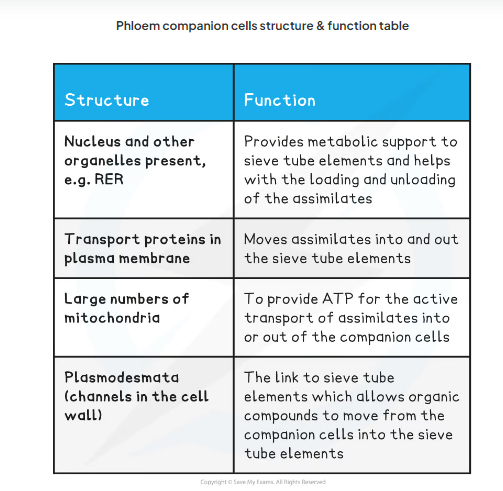 Phloem companion cells structure & function table
Structure
Function
Nucleus and other
organelles present,
e.g. RER
Provides metabolic support to
sieve tube elements and helps
with the loading and unloading
of the assimilates
Transport proteins in
plasma membrane
Moves assimilates into and out
the sieve tube elements
Large numbers of
mitochondria
To provide ATP for the active
transport of assimilates into
or out of the companion cells
Plasmodesmata
(channels in the cell
wall)
The link to sieve tube
elements which allows organic
compounds to move from the
companion cells into the sieve
tube elements
Copyright © Save My Exams. All Rights Reserved